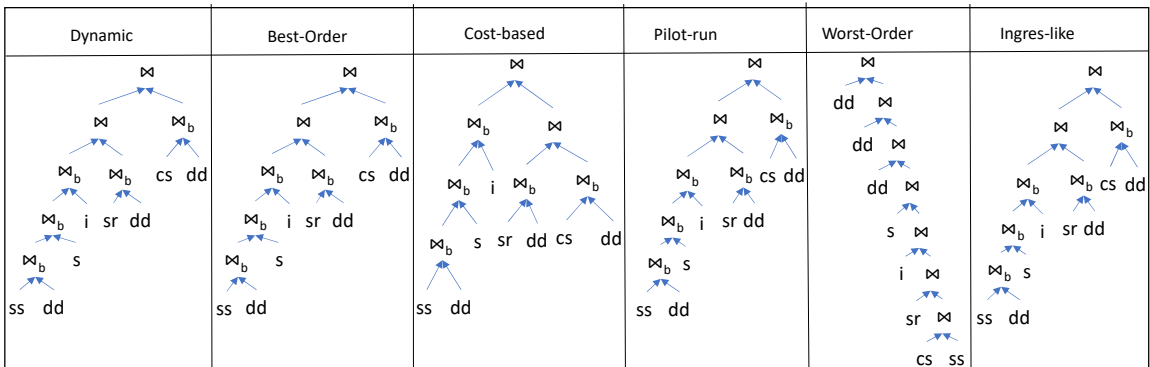 Dynamic
Best-Order
Cost-based
Pilot-run
Worst-Order
Ingres-like
⋈
⋈ ⋈b
⋈b ⋈b cs dd
⋈b i sr dd
⋈b s
ss dd
⋈
⋈ ⋈b
⋈b ⋈b cs dd
⋈b i sr dd
⋈b s
ss dd
⋈
⋈b ⋈
⋈b i ⋈b ⋈b
⋈b s sr dd cs dd
ss dd
⋈
⋈ ⋈b
⋈b ⋈b cs dd
⋈b i sr dd
⋈b s
ss dd
⋈
dd ⋈
dd ⋈
dd ⋈
s ⋈
i ⋈
sr ⋈
cs ss
⋈
⋈ ⋈b
⋈b ⋈b cs dd
⋈b i sr dd
⋈b s
ss dd